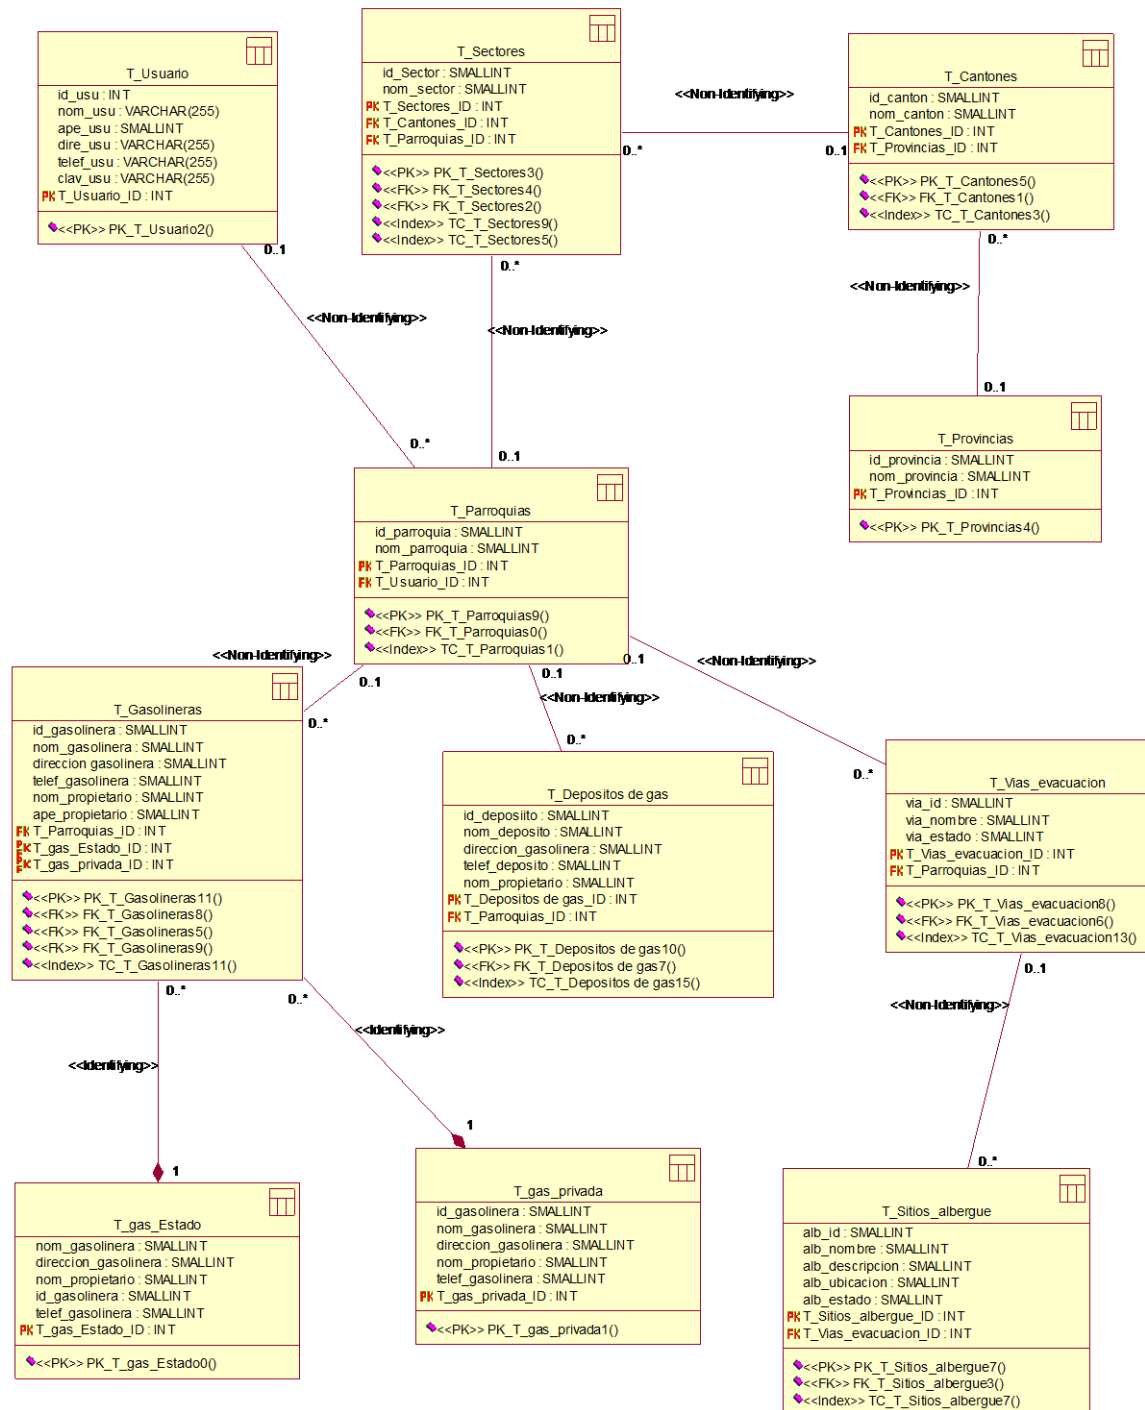 T_Usuario
id_usu : INT
nom_usu : VARCHAR(255)
ape_usu : SMALLINT
dire_usu : VARCHAR(255)
telef_usu : VARCHAR(255)
clav_usu : VARCHAR(255)
PK T_Usuario_ID : INT
<<PK>> PK_T_Usuario2()
0..1
<<Non-Identifying>>
0..*
T_Sectores
id_Sector : SMALLINT
nom_sector : SMALLINT
PK T_Sectores_ID : INT
FK T_Cantones_ID : INT
FK T_Parroquias_ID : INT
<<PK>> PK_T_Sectores3()
<<FK>> FK_T_Sectores4()
<<FK>> FK_T_Sectores2()
<<Index>> TC_T_Sectores9()
<<Index>> TC_T_Sectores5()
<<Non-Identifying>>
0..*
0..1
0..*
<<Non-Identifying>>
0..1
T_Cantones
id_canton : SMALLINT
nom_canton : SMALLINT
PK T_Cantones_ID : INT
FK T_Provincias_ID : INT
<<PK>> PK_T_Cantones5()
<<FK>> FK_T_Cantones1()
<<Index>> TC_T_Cantones3()
0..*
<<Non-Identifying>>
0..1
T_Provincias
id_provincia : SMALLINT
nom_provincia : SMALLINT
PK T_Provincias_ID : INT
<<PK>> PK_T_Provincias4()
T_Parroquias
id_parroquia : SMALLINT
nom_parroquia : SMALLINT
PK T_Parroquias_ID : INT
FK T_Usuario_ID : INT
<<PK>> PK_T_Parroquias9()
<<FK>> FK_T_Parroquias0()
<<Index>> TC_T_Parroquias1()
<<Non-Identifying>>
0..1
0..*
0..1
<<Non-Identifying>>
0..*
0..1
<<Non-Identifying>>
0..*
T_Gasolineras
id_gasolinera : SMALLINT
nom_gasolinera : SMALLINT
direccion gasolinera : SMALLINT
telef_gasolinera : SMALLINT
nom_propietario : SMALLINT
ape_propietario : SMALLINT
FK T_Parroquias_ID : INT
T_gas_Estado_ID : INT
T_gas_privada_ID : INT
<<PK>> PK_T_Gasolineras11()
<<FK>> FK_T_Gasolineras8()
<<FK>> FK_T_Gasolineras5()
<<FK>> FK_T_Gasolineras9()
<<Index>> TC_T_Gasolineras11()
0..*
0..*
<<Identifying>>
1
<<Identifying>>
1
T_Depositos de gas
id_deposiito : SMALLINT
nom_deposito : SMALLINT
direccion_gasolinera : SMALLINT
telef_deposito : SMALLINT
nom_propietario : SMALLINT
PK T_Depositos de gas_ID : INT
FK T_Parroquias_ID : INT
<<PK>> PK_T_Depositos de gas10()
<<FK>> FK_T_Depositos de gas7()
<<Index>> TC_T_Depositos de gas15()
T_Vias_evacuacion
via_id : SMALLINT
via_nombre : SMALLINT
via_estado : SMALLINT
PK T_Vias_evacuacion_ID : INT
FK T_Parroquias_ID : INT
<<PK>> PK_T_Vias_evacuacion8()
<<FK>> FK_T_Vias_evacuacion6()
<<Index>> TC_T_Vias_evacuacion13()
0..1
<<Non-Identifying>>
0..*
T_gas_Estado
nom_gasolinera : SMALLINT
direccion_gasolinera : SMALLINT
nom_propietario : SMALLINT
id_gasolinera : SMALLINT
telef_gasolinera : SMALLINT
PK T_gas_Estado_ID : INT
<<PK>> PK_T_gas_Estado0()
T_gas_privada
id_gasolinera : SMALLINT
nom_gasolinera : SMALLINT
direccion_gasolinera : SMALLINT
nom_propietario : SMALLINT
telef_gasolinera : SMALLINT
PK T_gas_privada_ID : INT
<<PK>> PK_T_gas_privada1()
T_Sitios_albergue
alb_id : SMALLINT
alb_nombre : SMALLINT
alb_descripcion : SMALLINT
alb_ubicacion : SMALLINT
alb_estado : SMALLINT
PK T_Sitios_albergue_ID : INT
FK T_Vias_evacuacion_ID : INT
<<PK>> PK_T_Sitios_albergue7()
<<FK>> FK_T_Sitios_albergue3()
<<Index>> TC_T_Sitios_albergue7()